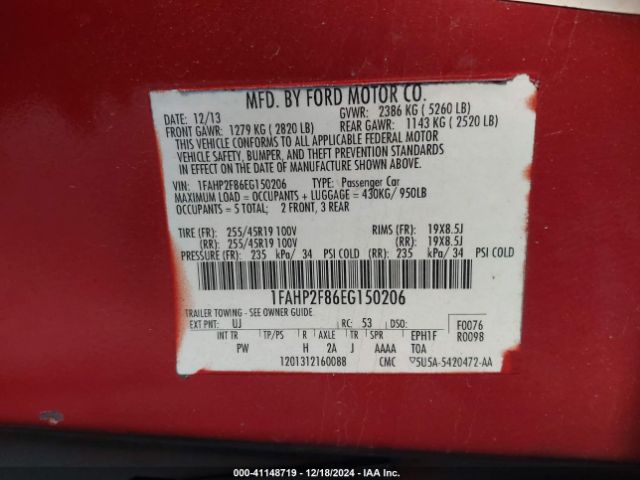 MFD. BY FORD MOTOR CO.
DATE: 12/13 GVWR: 2386 KG ( 5260 LB)
FRONT GAWR: 1279 KG ( 2820 LB) REAR GAWR: 1143 KG ( 2520 LB)
THIS VEHICLE CONFORMS TO ALL APPLICABLE FEDERAL MOTOR
VEHICLE SAFETY, BUMPER, AND THEFT PREVENTION STANDARDS
IN EFFECT ON THE DATE OF MANUFACTURE SHOWN ABOVE.
VIN: 1FAHP2F86EG150206 TYPE: Passenger Car
MAXIMUM LOAD = OCCUPANTS + LUGGAGE = 430KG/ 950LB
OCCUPANTS = 5 TOTAL; 2 FRONT, 3 REAR
TIRE (FR): 255/45R19 100V RIMS (FR): 19X8.5J
(RR): 255/45R19 100V (RR): 19X8.5J
PRESSURE (FR): 235 kPa/ 34 PSI COLD (RR): 235 kPa/ 34 PSI COLD
1FAHP2F86EG150206
TRAILER TOWING - SEE OWNER GUIDE.
EXT PNT: UJ RC: 53 DSO: F0076
INT TR TP/PS R AXLE TR SPR EPH1F R0098
PW H 2A J AAAA TOA
1201312160088 CMC 5U5A-5420472-AA
000-41148719 - 12/18/2024 - IAAI.COM